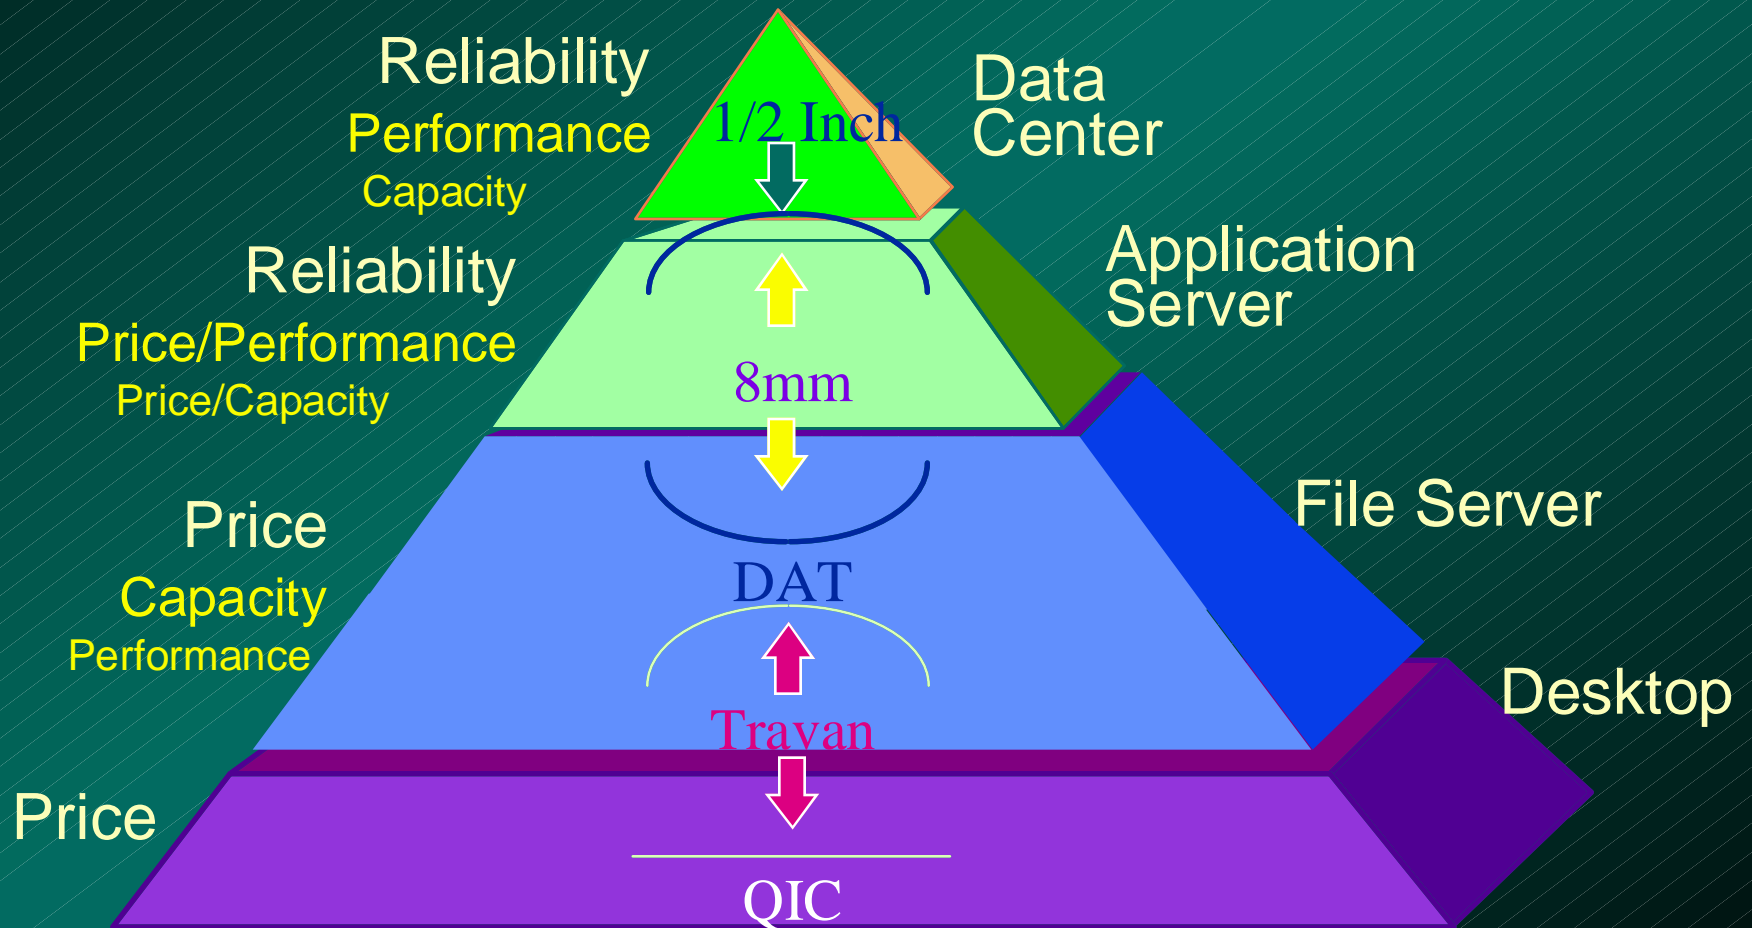 Reliability
Performance
Capacity
1/2 Inch
Data
Center
Reliability
Price/Performance
Price/Capacity
8mm
Application
Server
Price
Capacity
Performance
DAT
File Server
Travan
Desktop
Price
QIC